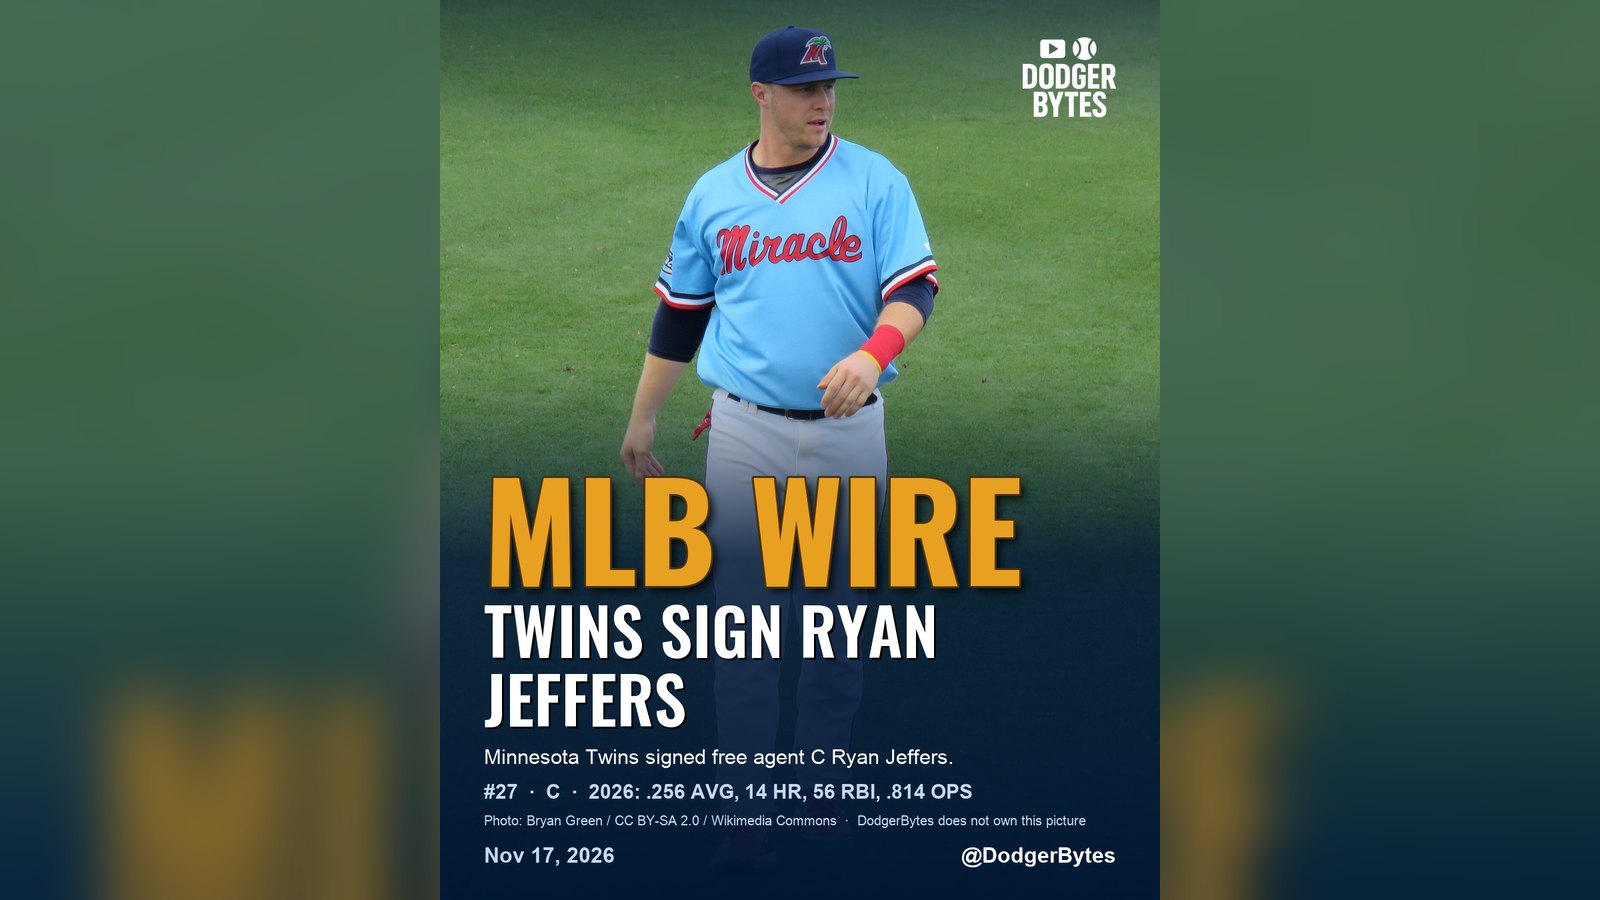 DODGER
BYTES
Miracle
MLB WIRE
TWINS SIGN RYAN
JEFFERS
Minnesota Twins signed free agent C Ryan Jeffers.
#27 · C · 2026: .256 AVG, 14 HR, 56 RBI, .814 OPS
Photo: Bryan Green / CC BY-SA 2.0 / Wikimedia Commons · DodgerBytes does not own this picture
Nov 17, 2026
@DodgerBytes